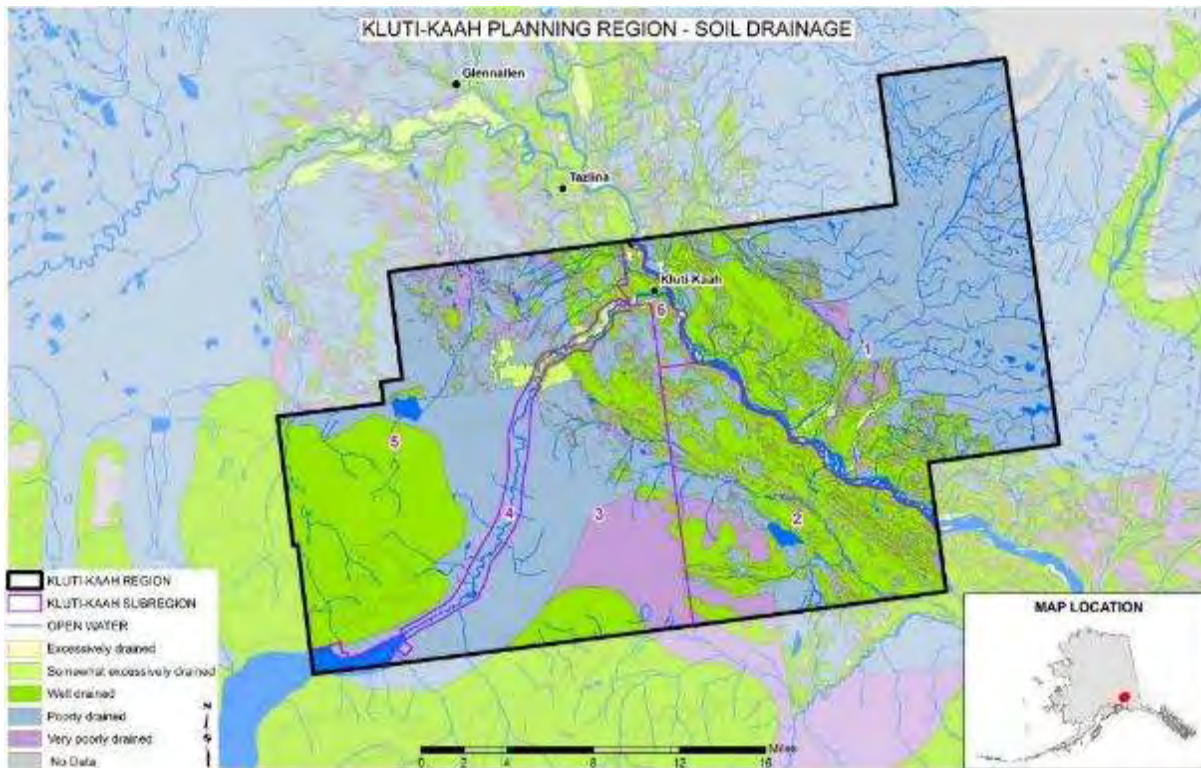 KLUTI-KAAH PLANNING REGION - SOIL DRAINAGE
Glennallen
Tazlina
Kluti-Kaah
6
1
5
4
3
2
KLUTI-KAAH REGION
KLUTI-KAAH SUBREGION
OPEN WATER
Excessively drained
Somewhat excessively drained
Well drained
Poorly drained
Very poorly drained
No Data
N
Miles
0 2 4 8 12 16
MAP LOCATION